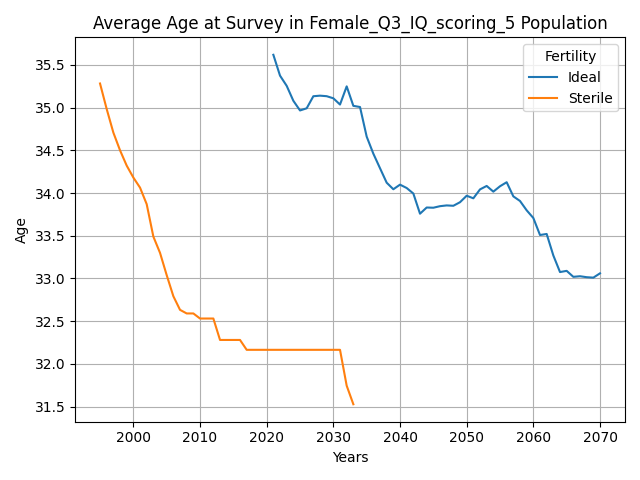 Average Age at Survey in Female_Q3_IQ_scoring_5 Population
Fertility
Ideal
Sterile
Age
35.5
35.0
34.5
34.0
33.5
33.0
32.5
32.0
31.5
2000 2010 2020 2030 2040 2050 2060 2070
Years